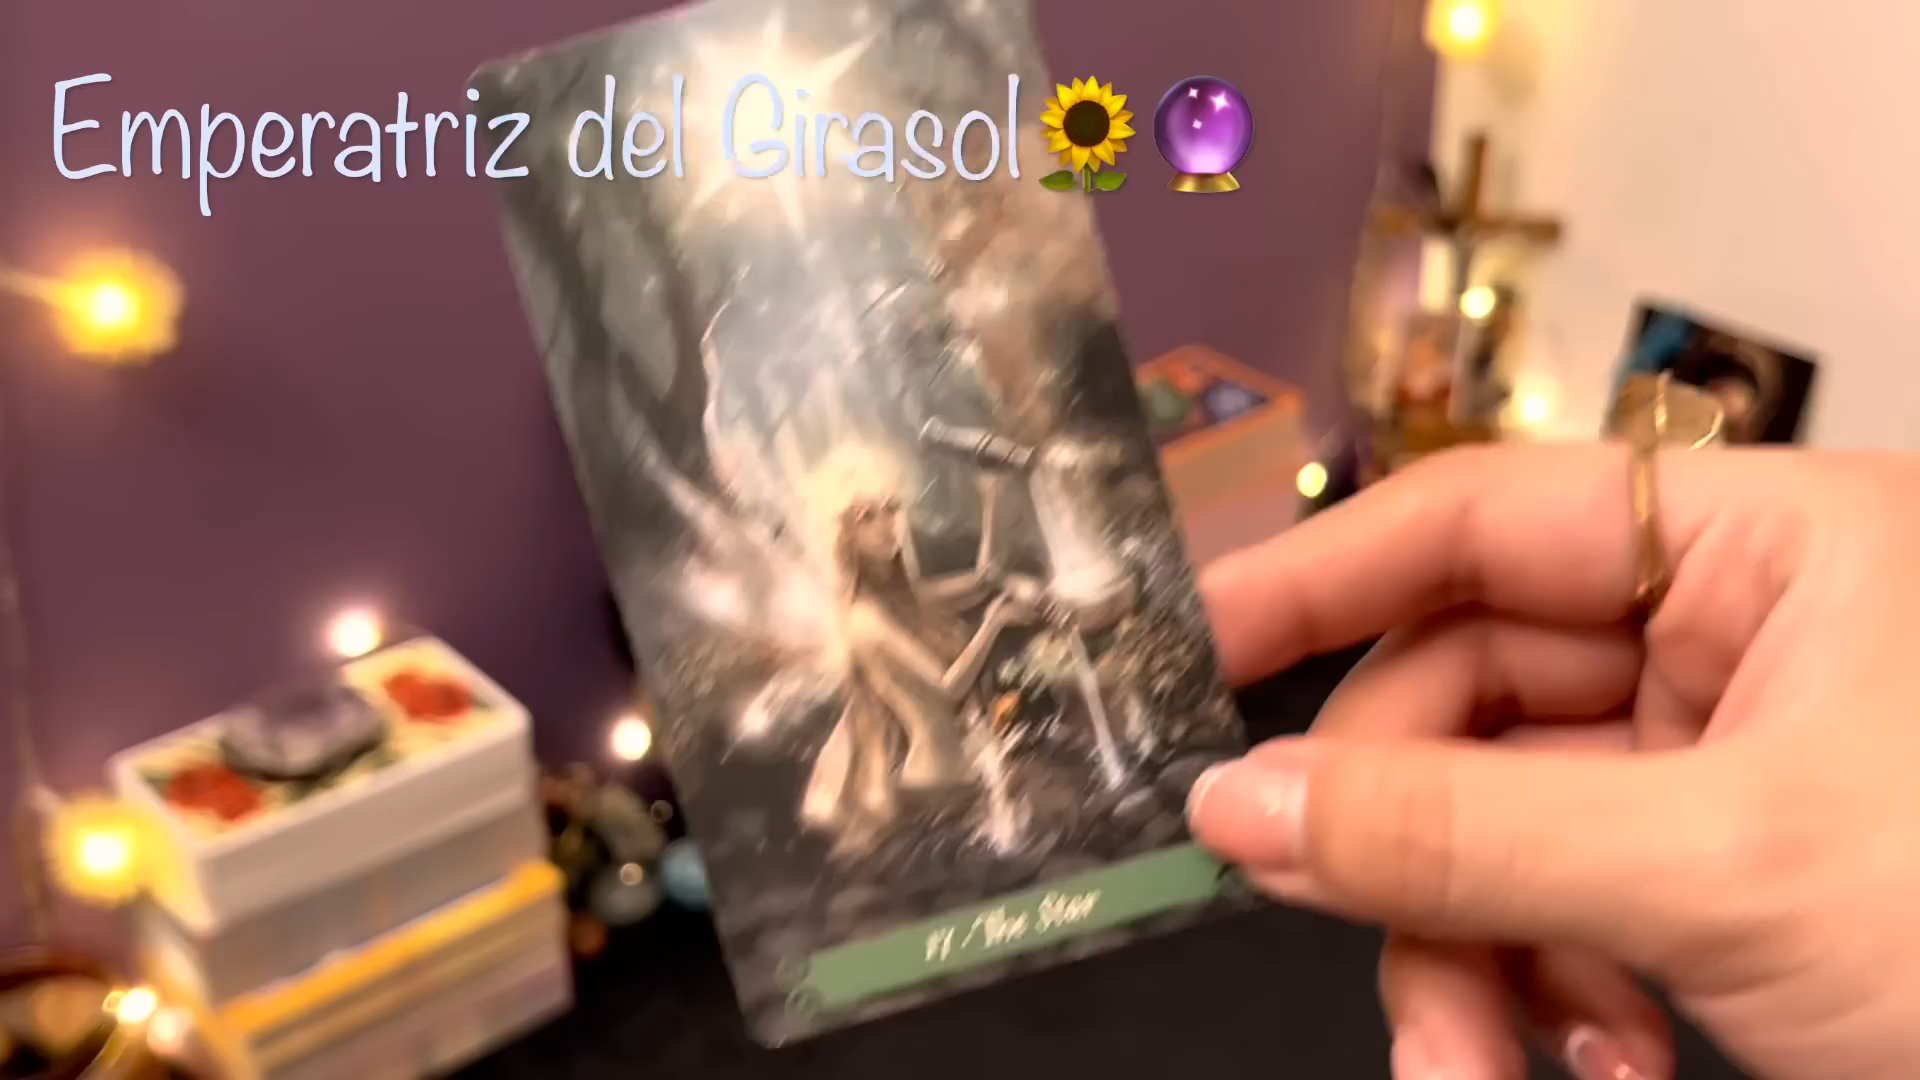 Emperatriz del Girasol🌻🔮
The Star